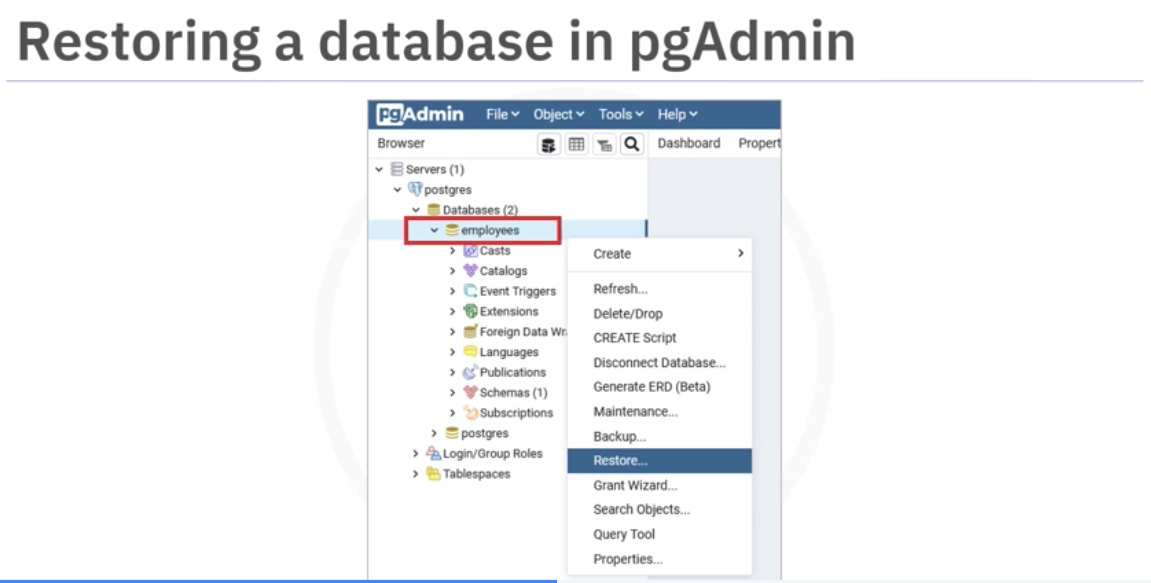 Restoring a database in pgAdmin
pgAdmin File Object Tools Help
Browser Dashboard Propert
Servers (1)
postgres
Databases (2)
employees
Casts
Catalogs
Event Triggers
Extensions
Foreign Data Wr
Languages
Publications
Schemas (1)
Subscriptions
postgres
Login/Group Roles
Tablespaces
Create
Refresh...
Delete/Drop
CREATE Script
Disconnect Database...
Generate ERD (Beta)
Maintenance...
Backup...
Restore...
Grant Wizard...
Search Objects...
Query Tool
Properties...